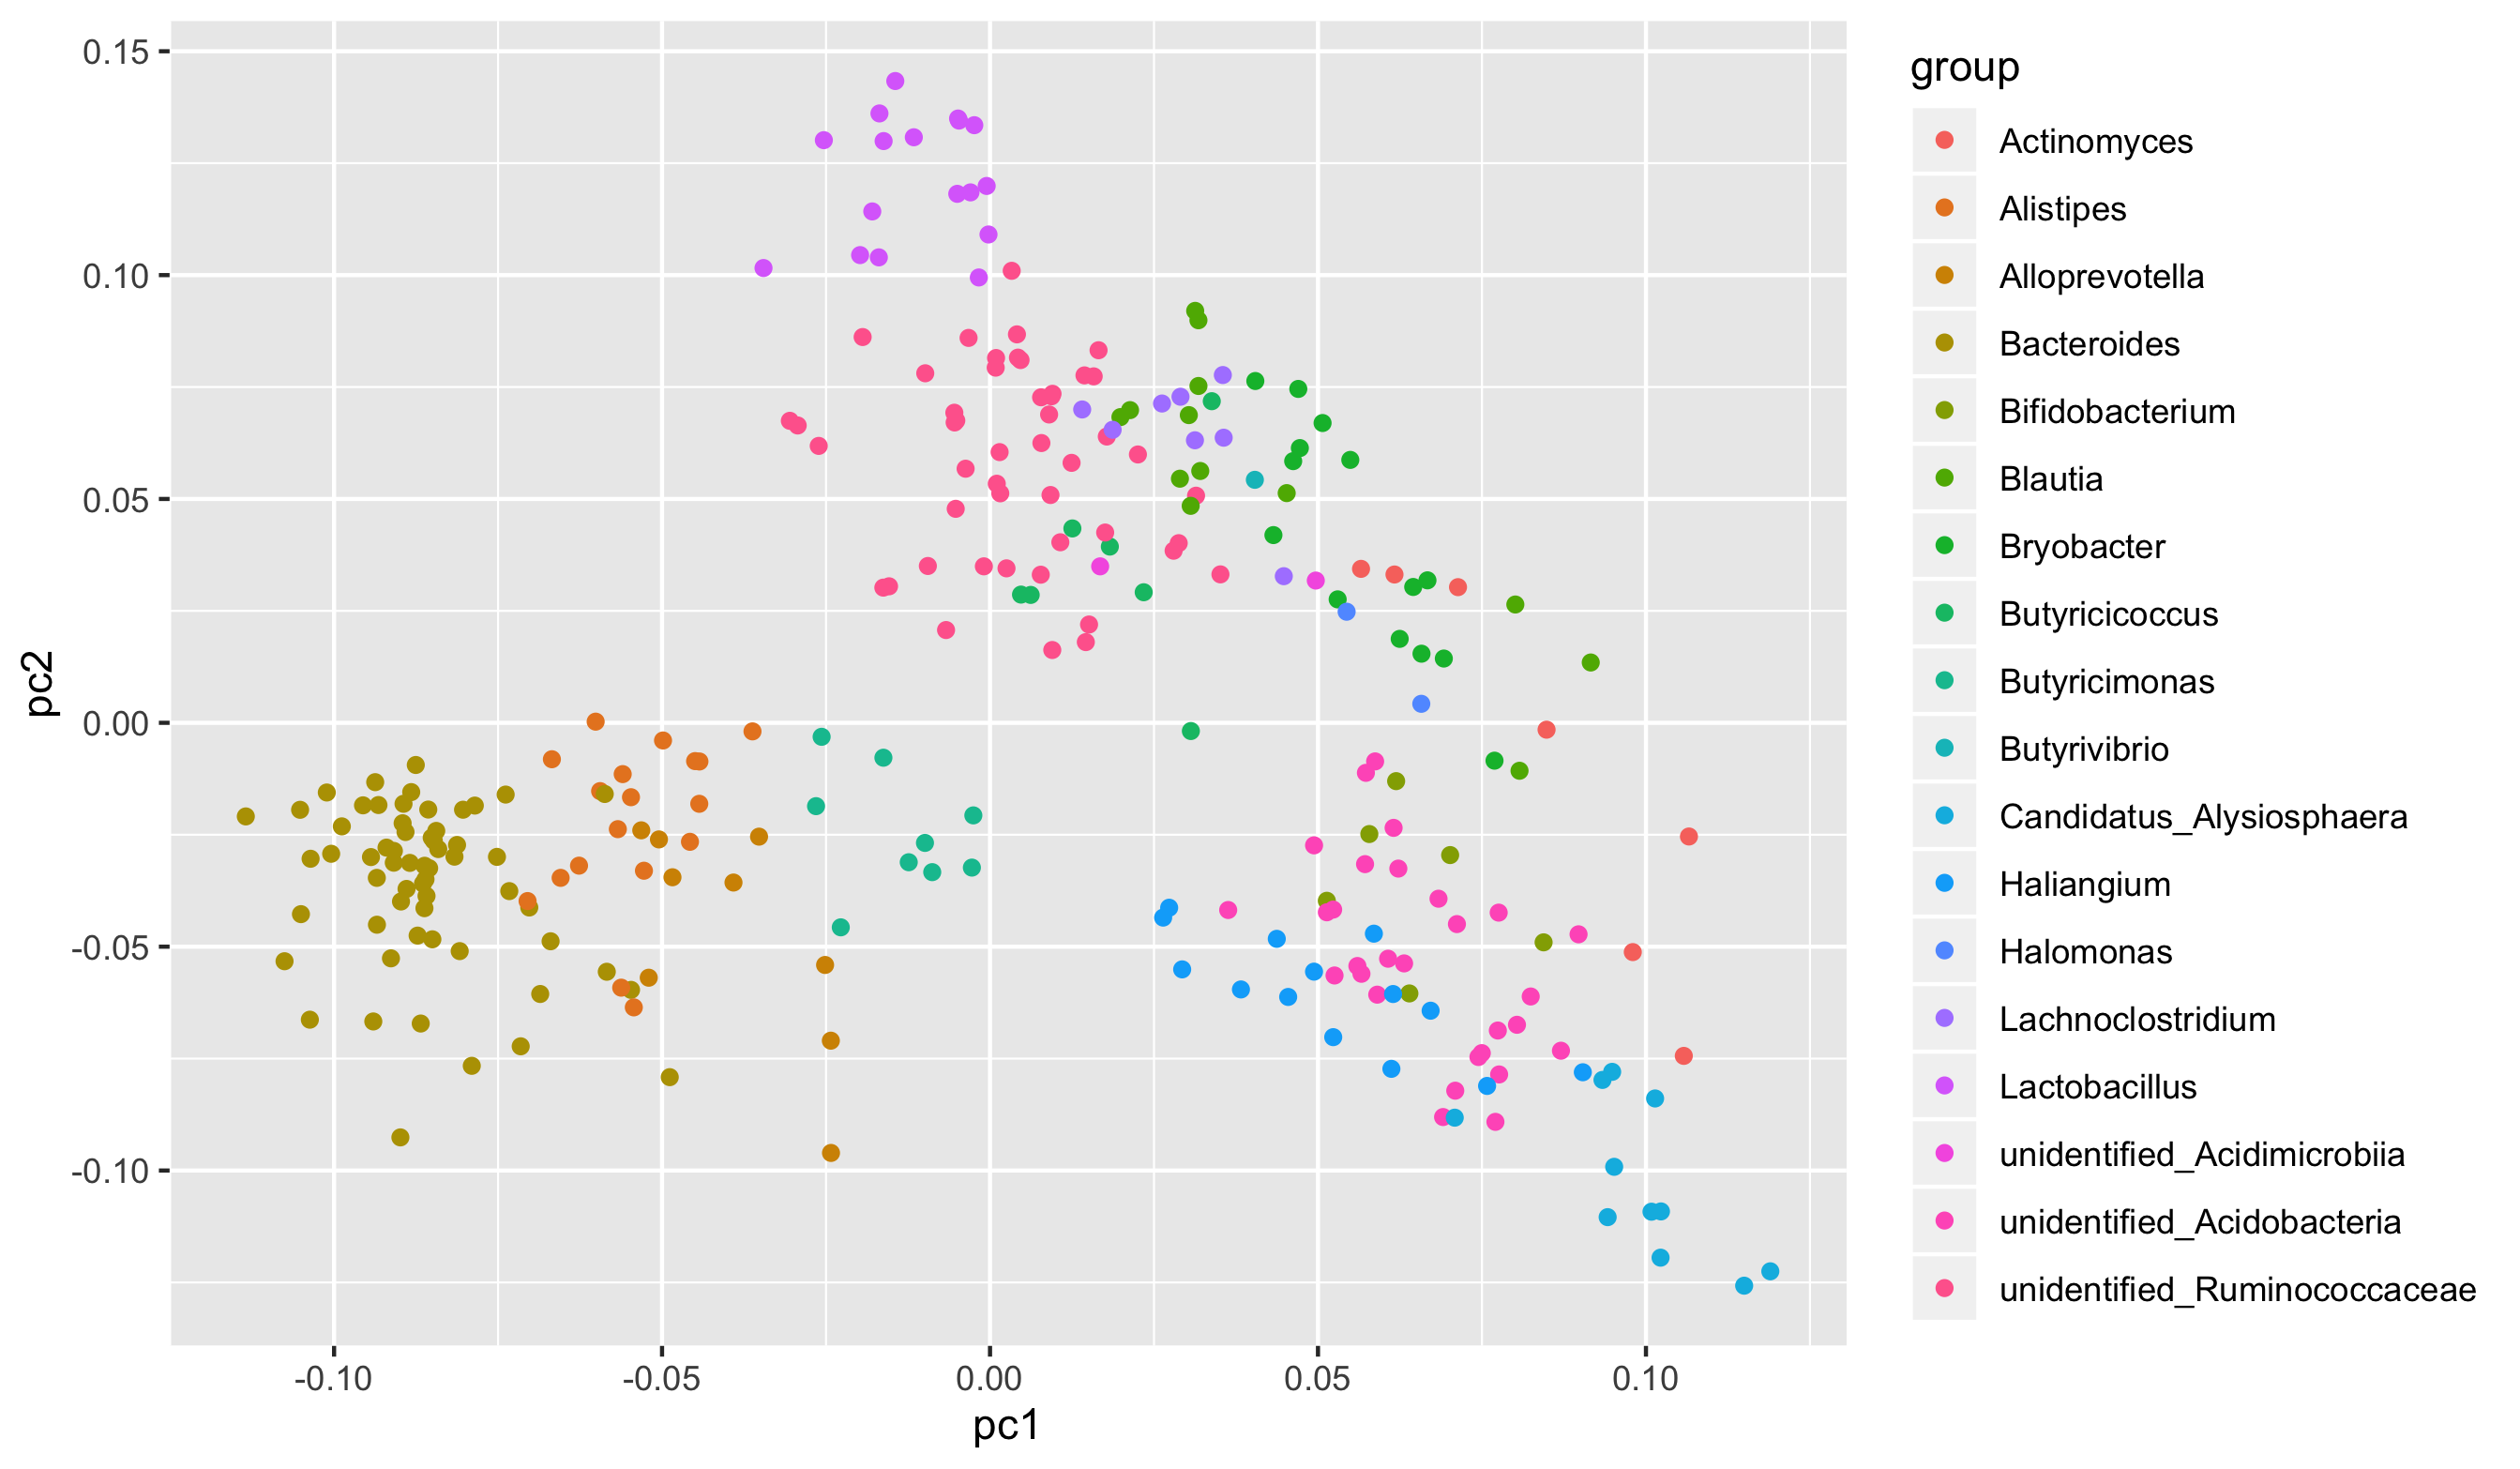 0.15
0.10
0.05
0.00
-0.05
-0.10
pc2
-0.10
-0.05
0.00
0.05
0.10
pc1
group
Actinomyces
Alistipes
Alloprevotella
Bacteroides
Bifidobacterium
Blautia
Bryobacter
Butyricicoccus
Butyricimonas
Butyrivibrio
Candidatus_Alysiosphaera
Haliangium
Halomonas
Lachnoclostridium
Lactobacillus
unidentified_Acidimicrobiia
unidentified_Acidobacteria
unidentified_Ruminococcaceae